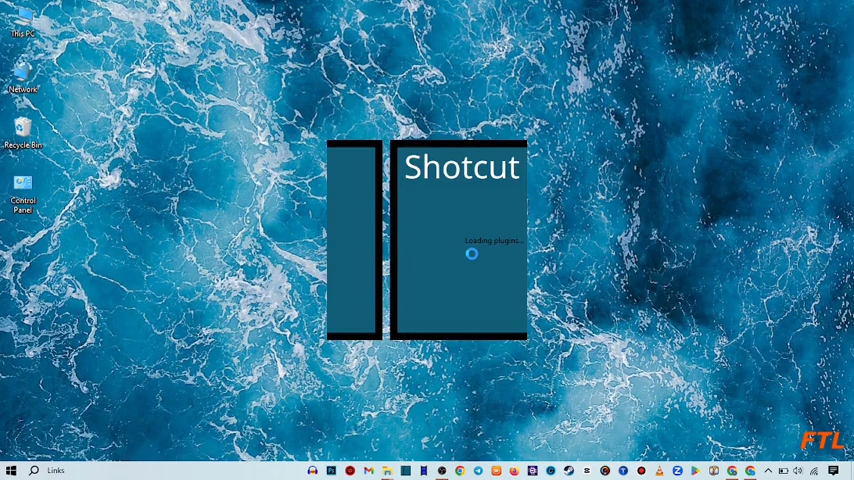 This PC
Network
Recycle Bin
Control
Panel
Shotcut
Loading plugins...
FTL
Links